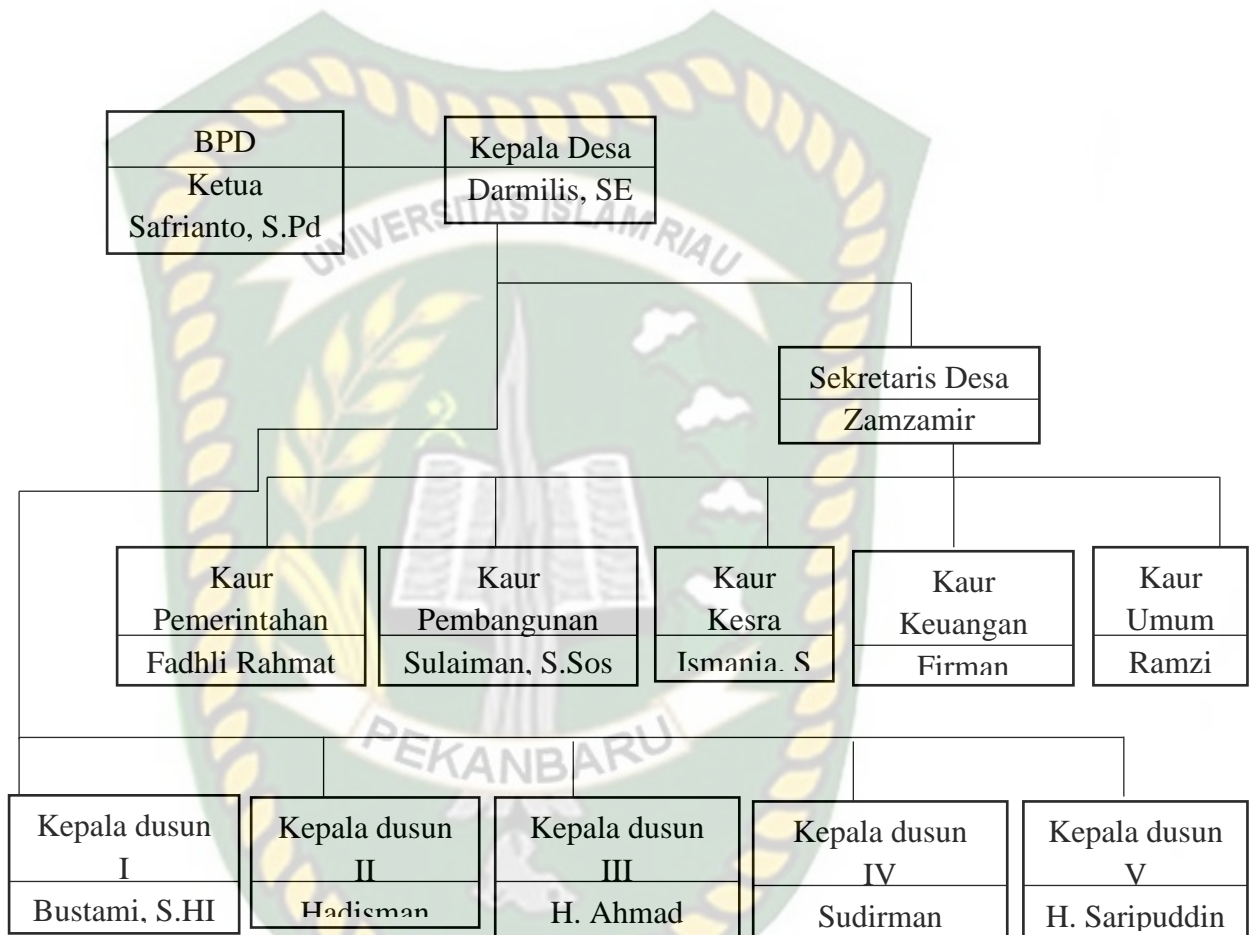 BPD
Ketua
Safrianto, S.Pd
Kepala Desa
Darmilis, SE
UNIVERSITAS ISLAM RIAU
Sekretaris Desa
Zamzamir
Kaur
Pemerintahan
Fadhli Rahmat
Kaur
Pembangunan
Sulaiman, S.Sos
Kaur
Kesra
Ismania, S
Kaur
Keuangan
Firman
Kaur
Umum
Ramzi
PEKANBARU
Kepala dusun
I
Bustami, S.HI
Kepala dusun
II
Hadisman
Kepala dusun
III
H. Ahmad
Kepala dusun
IV
Sudirman
Kepala dusun
V
H. Saripuddin